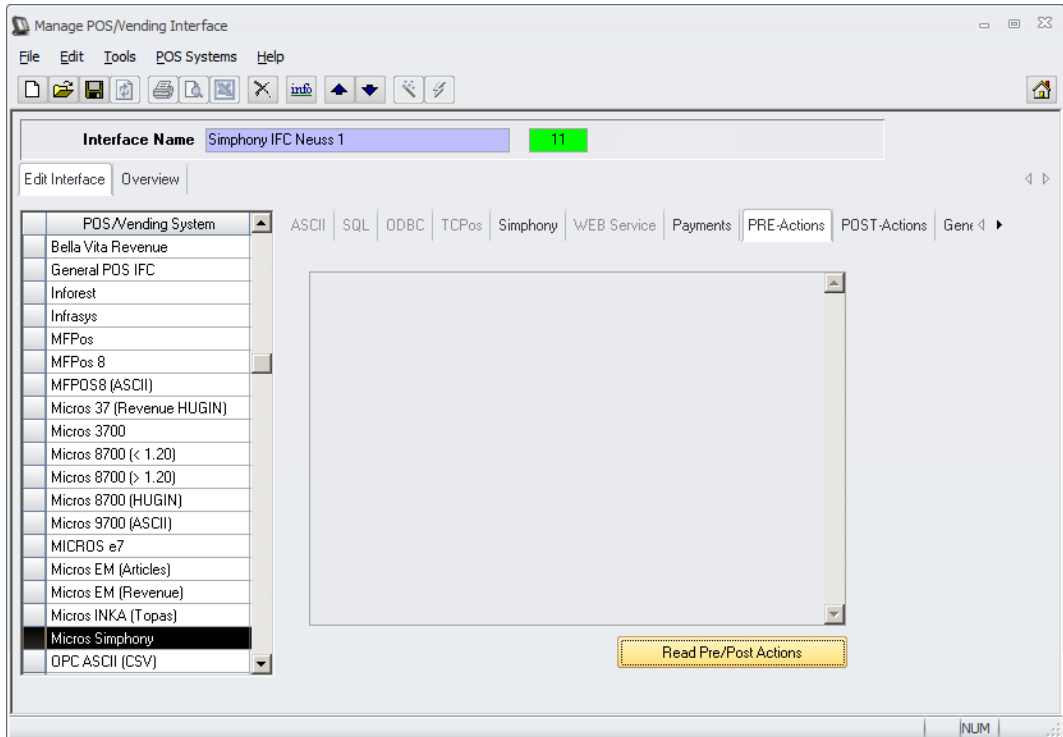 Manage POS/Vending Interface
File Edit Tools POS Systems Help
info
Interface Name Simphony IFC Neuss 1 11
Edit Interface Overview
POS/Vending System
Bella Vita Revenue
General POS IFC
Inforest
Infrasys
MFPos
MFPos 8
MFPOS8 (ASCII)
Micros 37 (Revenue HUGIN)
Micros 3700
Micros 8700 (< 1.20)
Micros 8700 (> 1.20)
Micros 8700 (HUGIN)
Micros 9700 (ASCII)
MICROS e7
Micros EM (Articles)
Micros EM (Revenue)
Micros INKA (Topas)
Micros Simphony
OPC ASCII (CSV)
ASCII SQL ODBC TCPos Simphony WEB Service Payments PRE-Actions POST-Actions Gene
Read Pre/Post Actions
NUM